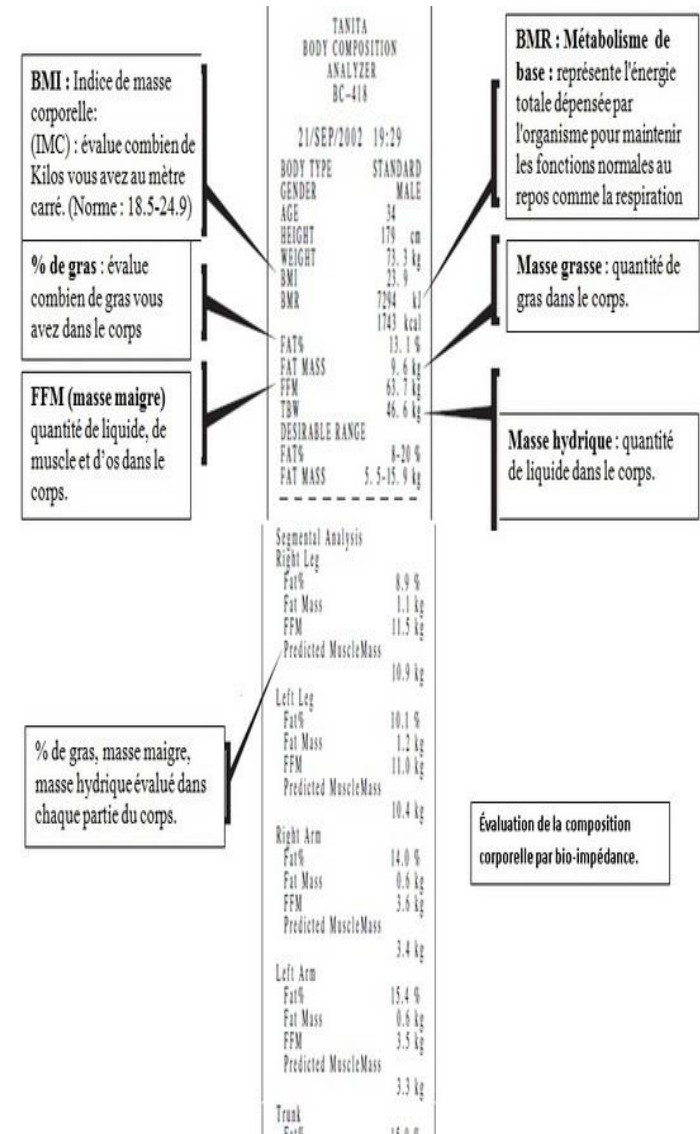 BMI : Indice de masse
corporelle:
(IMC) : évalue combien de
Kilos vous avez au mètre
carré. (Norme : 18.5-24.9)
% de gras : évalue
combien de gras vous
avez dans le corps
FFM (masse maigre)
quantité de liquide, de
muscle et d'os dans le
corps.
TANITA
BODY COMPOSITION
ANALYZER
BC-418
21/SEP/2002 19:29
BODY TYPE STANDARD
GENDER MALE
AGE 34
HEIGHT 179 cm
WEIGHT 73.3 kg
BMI 23.9
BMR 7294 kJ
1743 kcal
FAT% 13.1 %
FAT MASS 9.6 kg
FFM 63.7 kg
TBW 46.6 kg
DESIRABLE RANGE
FAT% 8-20 %
FAT MASS 5.5-15.9 kg
BMR : Métabolisme de
base : représente l'énergie
totale dépensée par
l'organisme pour maintenir
les fonctions normales au
repos comme la respiration
Masse grasse : quantité de
gras dans le corps.
Masse hydrique : quantité
de liquide dans le corps.
Segmental Analysis
Right Leg
Fat% 8.9 %
Fat Mass 1.1 kg
FFM 11.5 kg
Predicted MuscleMass
10.9 kg
Left Leg
Fat% 10.1 %
Fat Mass 1.2 kg
FFM 11.0 kg
Predicted MuscleMass
10.4 kg
Right Arm
Fat% 14.0 %
Fat Mass 0.6 kg
FFM 3.6 kg
Predicted MuscleMass
3.4 kg
Left Arm
Fat% 15.4 %
Fat Mass 0.6 kg
FFM 3.5 kg
Predicted MuscleMass
3.3 kg
Trunk
Fat% 15.0 %
% de gras, masse maigre,
masse hydrique évalué dans
chaque partie du corps.
Évaluation de la composition
corporelle par bio-impédance.